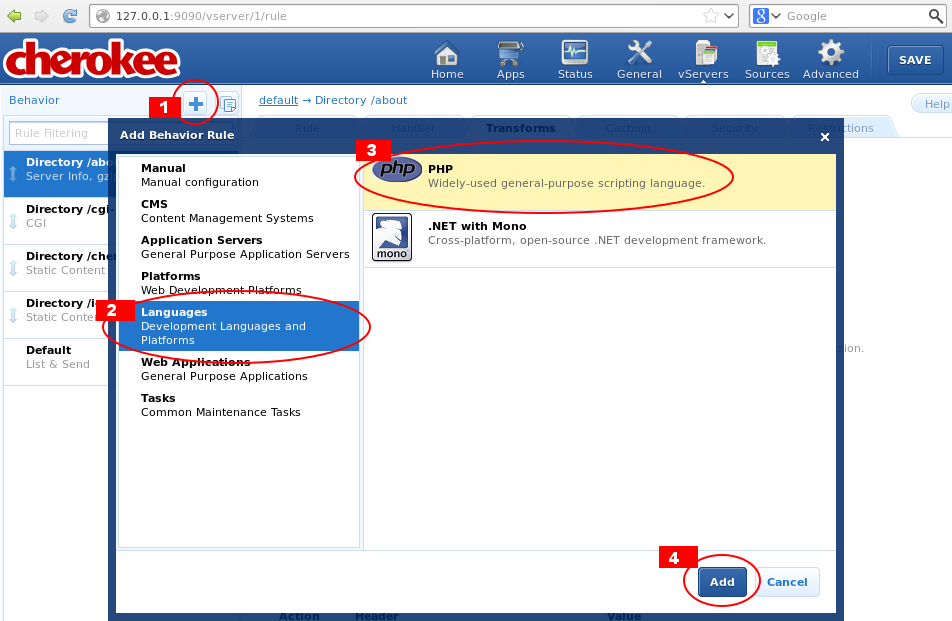 127.0.0.1:9090/vserver/1/rule
Google
cherokee
Home
Apps
Status
General
vServers
Sources
Advanced
SAVE
Behavior
1
default → Directory /about
Help
Rule Filtering
Add Behavior Rule
Rule
Handler
Transforms
Caching
Security
Restrictions
Directory /abo
Server Info, gzi
Directory /cgi-
CGI
Directory /che
Static Content
Directory /i
Static Conte
Default
List & Send
Manual
Manual configuration
CMS
Content Management Systems
Application Servers
General Purpose Application Servers
Platforms
Web Development Platforms
2
Languages
Development Languages and
Platforms
Web Applications
General Purpose Applications
Tasks
Common Maintenance Tasks
3
php
PHP
Widely-used general-purpose scripting language.
mono
.NET with Mono
Cross-platform, open-source .NET development framework.
sion.
4
Add
Cancel
Action
Header
Value